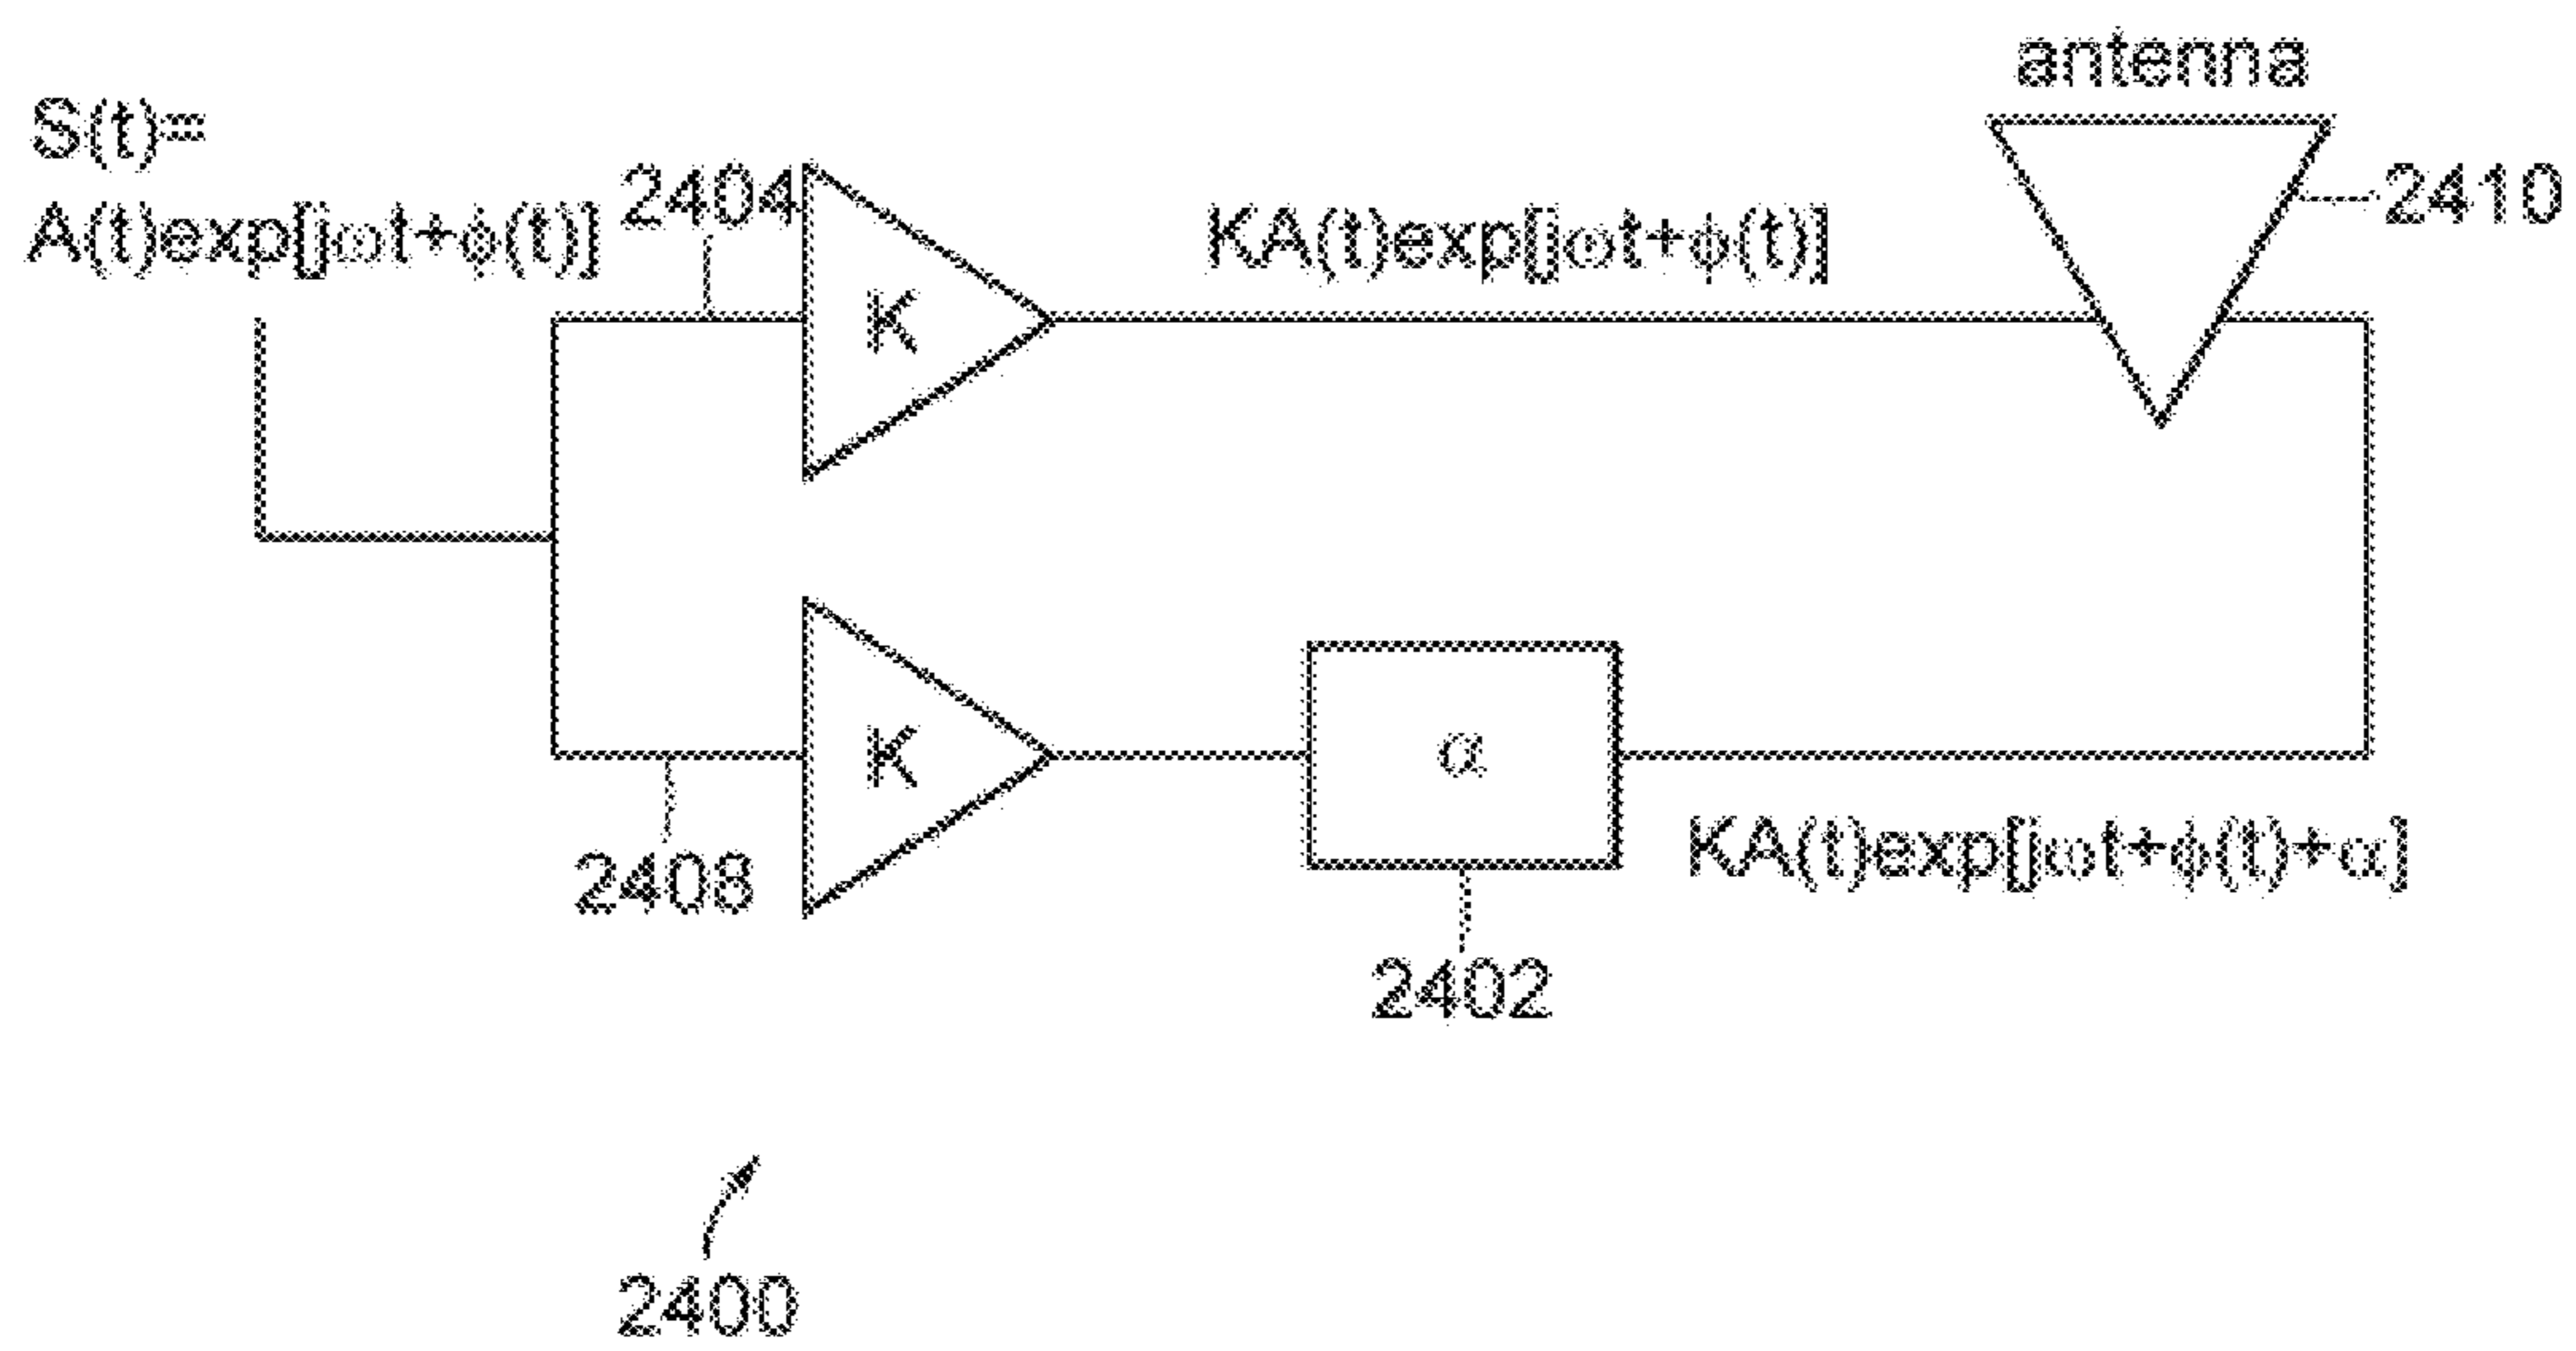 antenna
S(t)=
A(t)exp[jωt+ϕ(t)]
2404
KA(t)exp[jωt+ϕ(t)]
2410
K
K
α
2408
KA(t)exp[jωt+ϕ(t)+α]
2402
2400